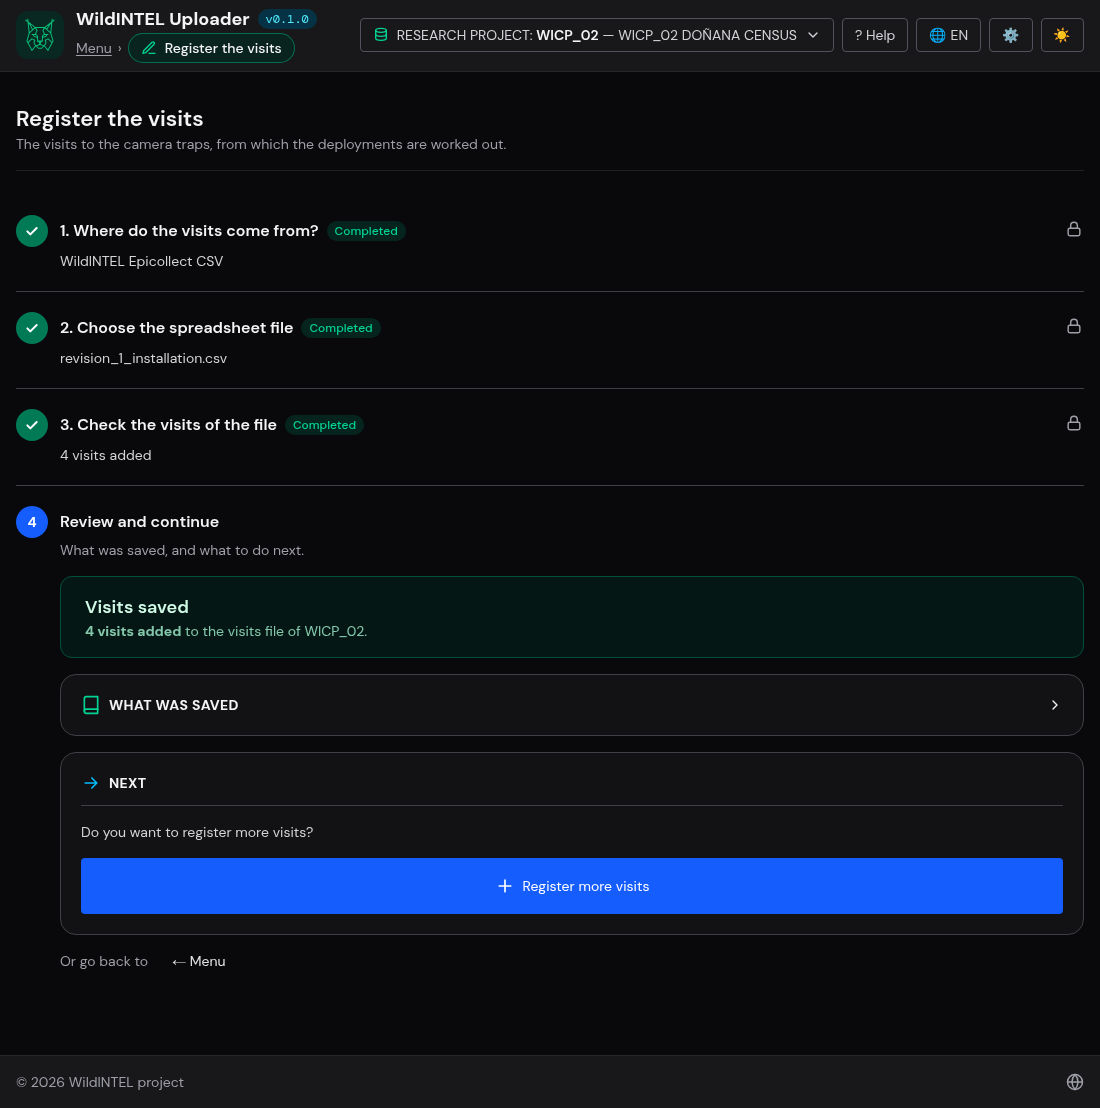 WildINTEL Uploader v0.1.0
Menu › Register the visits
RESEARCH PROJECT: WICP_02 — WICP_02 DOÑANA CENSUS
? Help
EN
Register the visits
The visits to the camera traps, from which the deployments are worked out.
1. Where do the visits come from? Completed
WildINTEL Epicollect CSV
2. Choose the spreadsheet file Completed
revision_1_installation.csv
3. Check the visits of the file Completed
4 visits added
4 Review and continue
What was saved, and what to do next.
Visits saved
4 visits added to the visits file of WICP_02.
WHAT WAS SAVED
NEXT
Do you want to register more visits?
Register more visits
Or go back to ← Menu
© 2026 WildINTEL project